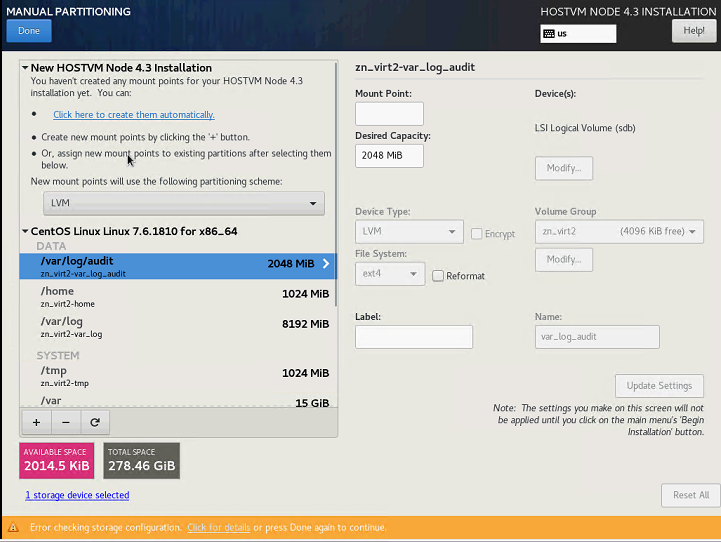 MANUAL PARTITIONING
HOSTVM NODE 4.3 INSTALLATION
Done
us
Help!
New HOSTVM Node 4.3 Installation
You haven't created any mount points for your HOSTVM Node 4.3
installation yet. You can:
Click here to create them automatically.
Create new mount points by clicking the '+' button.
Or, assign new mount points to existing partitions after selecting them
below.
New mount points will use the following partitioning scheme:
LVM
CentOS Linux Linux 7.6.1810 for x86_64
DATA
/var/log/audit 2048 MiB
zn_virt2-var_log_audit
/home 1024 MiB
zn_virt2-home
/var/log 8192 MiB
zn_virt2-var_log
SYSTEM
/tmp 1024 MiB
zn_virt2-tmp
/var 15 GiB
+ −
AVAILABLE SPACE
2014.5 KiB
TOTAL SPACE
278.46 GiB
1 storage device selected
zn_virt2-var_log_audit
Mount Point:
Device(s):
LSI Logical Volume (sdb)
Desired Capacity:
2048 MiB
Modify...
Device Type:
LVM
Encrypt
Volume Group
zn_virt2 (4096 KiB free)
File System:
ext4
Reformat
Modify...
Label:
Name:
var_log_audit
Update Settings
Note: The settings you make on this screen will not
be applied until you click on the main menu's 'Begin
Installation' button.
Reset All
Error checking storage configuration. Click for details or press Done again to continue.